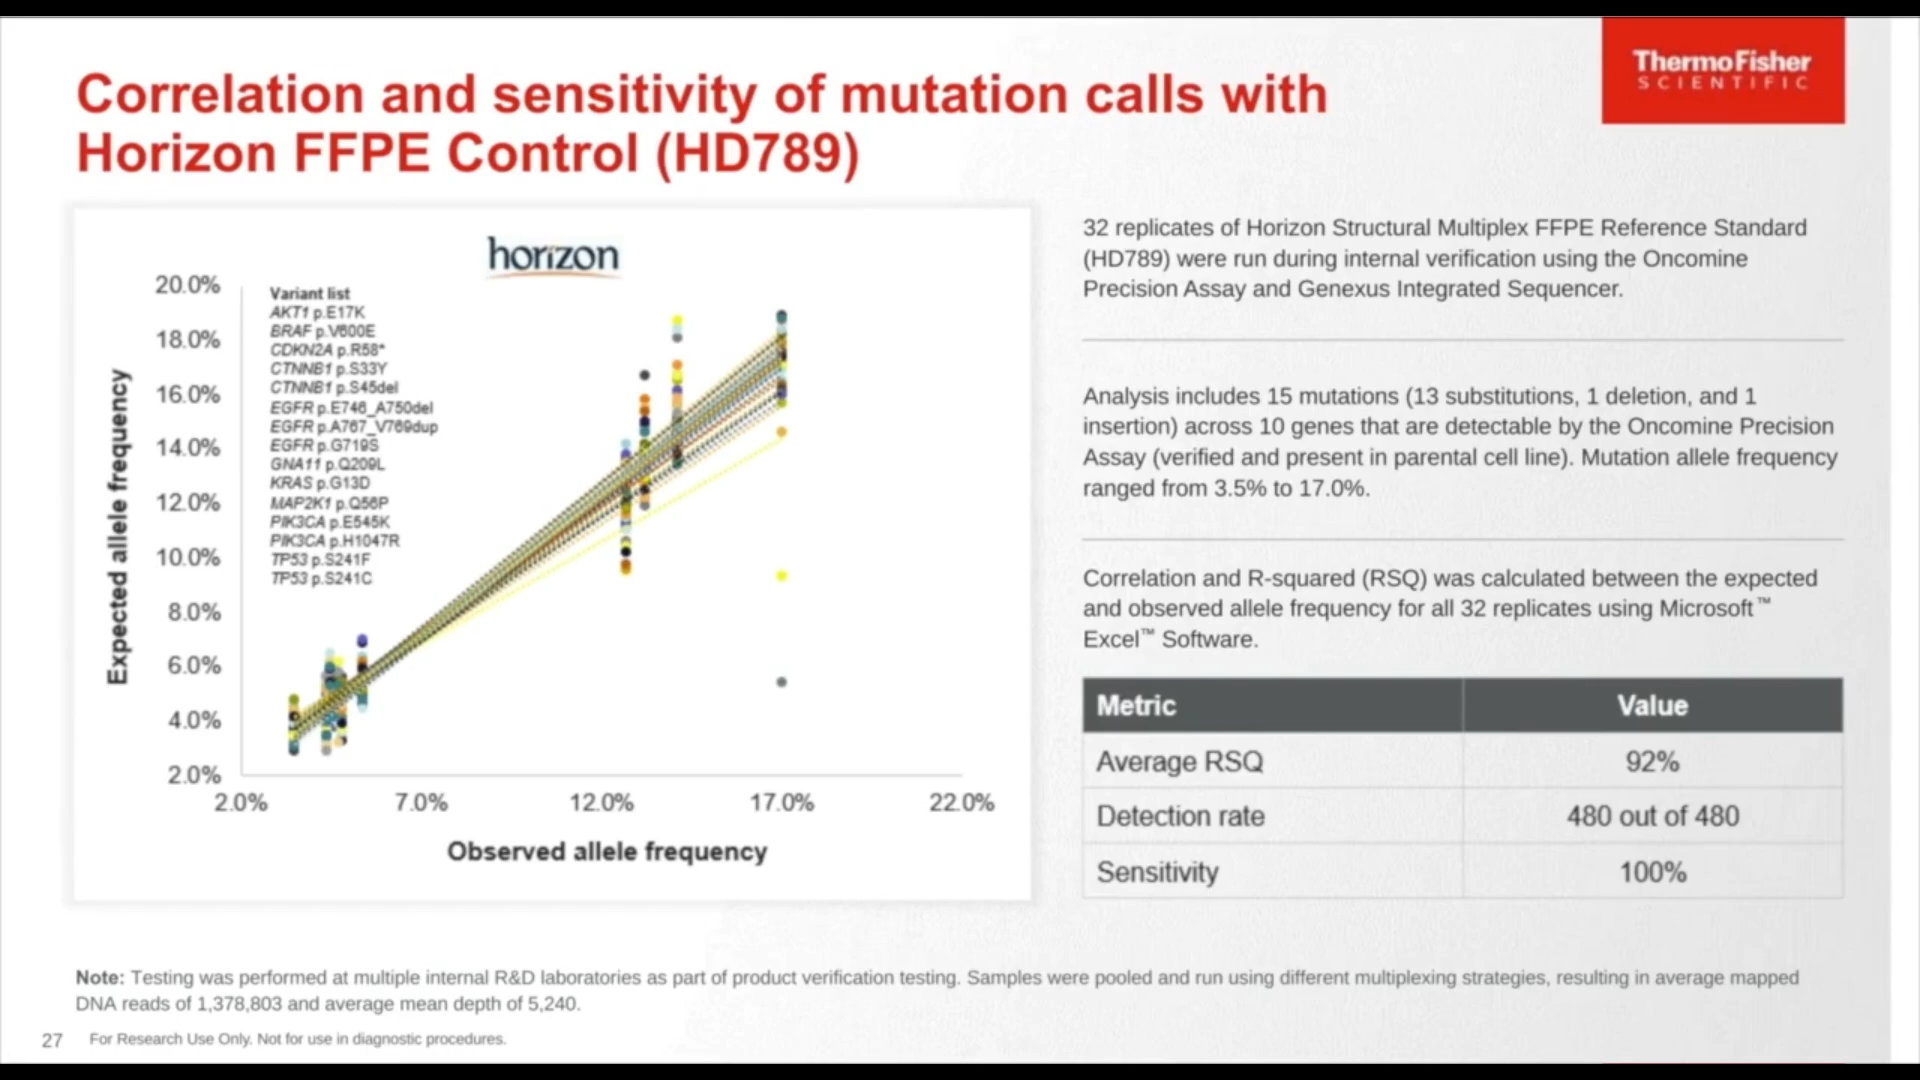 Correlation and sensitivity of mutation calls with
Horizon FFPE Control (HD789)
ThermoFisher
SCIENTIFIC
horizon
20.0%
18.0%
16.0%
14.0%
12.0%
10.0%
8.0%
6.0%
4.0%
2.0%
Expected allele frequency
Variant list
AKT1 p.E17K
BRAF p.V600E
CDKN2A p.R58*
CTNNB1 p.S33Y
CTNNB1 p.S45del
EGFR p.E746_A750del
EGFR p.A767_V769dup
EGFR p.G719S
GNA11 p.Q209L
KRAS p.G13D
MAP2K1 p.Q56P
PIK3CA p.E545K
PIK3CA p.H1047R
TP53 p.S241F
TP53 p.S241C
2.0% 7.0% 12.0% 17.0% 22.0%
Observed allele frequency
32 replicates of Horizon Structural Multiplex FFPE Reference Standard
(HD789) were run during internal verification using the Oncomine
Precision Assay and Genexus Integrated Sequencer.
Analysis includes 15 mutations (13 substitutions, 1 deletion, and 1
insertion) across 10 genes that are detectable by the Oncomine Precision
Assay (verified and present in parental cell line). Mutation allele frequency
ranged from 3.5% to 17.0%.
Correlation and R-squared (RSQ) was calculated between the expected
and observed allele frequency for all 32 replicates using Microsoft™
Excel™ Software.
Metric Value
Average RSQ 92%
Detection rate 480 out of 480
Sensitivity 100%
Note: Testing was performed at multiple internal R&D laboratories as part of product verification testing. Samples were pooled and run using different multiplexing strategies, resulting in average mapped
DNA reads of 1,378,803 and average mean depth of 5,240.
27 For Research Use Only. Not for use in diagnostic procedures.